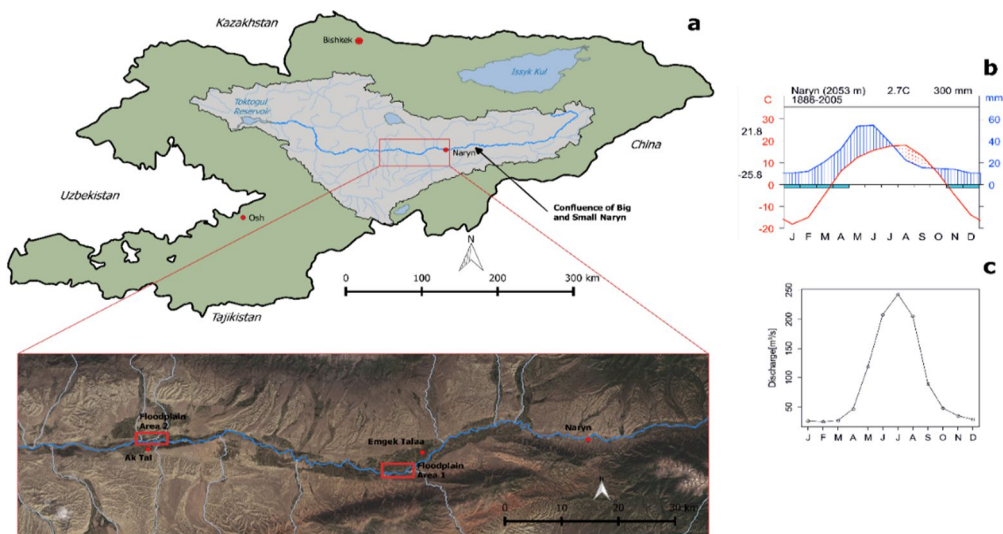 a
Kazakhstan
Bishkek
Issyk Kul
Toktogul
Reservoir
Naryn
China
Uzbekistan
Confluence of Big
and Small Naryn
Osh
N
0 100 200 300 km
Tajikistan
Floodplain
Area 2
Ak Tal
Emgek Talaa
Naryn
Floodplain
Area 1
0 10 20 30 km
b
C Naryn (2053 m) 2.7C 300 mm mm
1886-2005
30
21.8
20
10
-25.8
0
-10
-20
60
40
20
0
J F M A M J J A S O N D
c
Discharge[m³/s]
250
200
150
100
50
J F M A M J J A S O N D